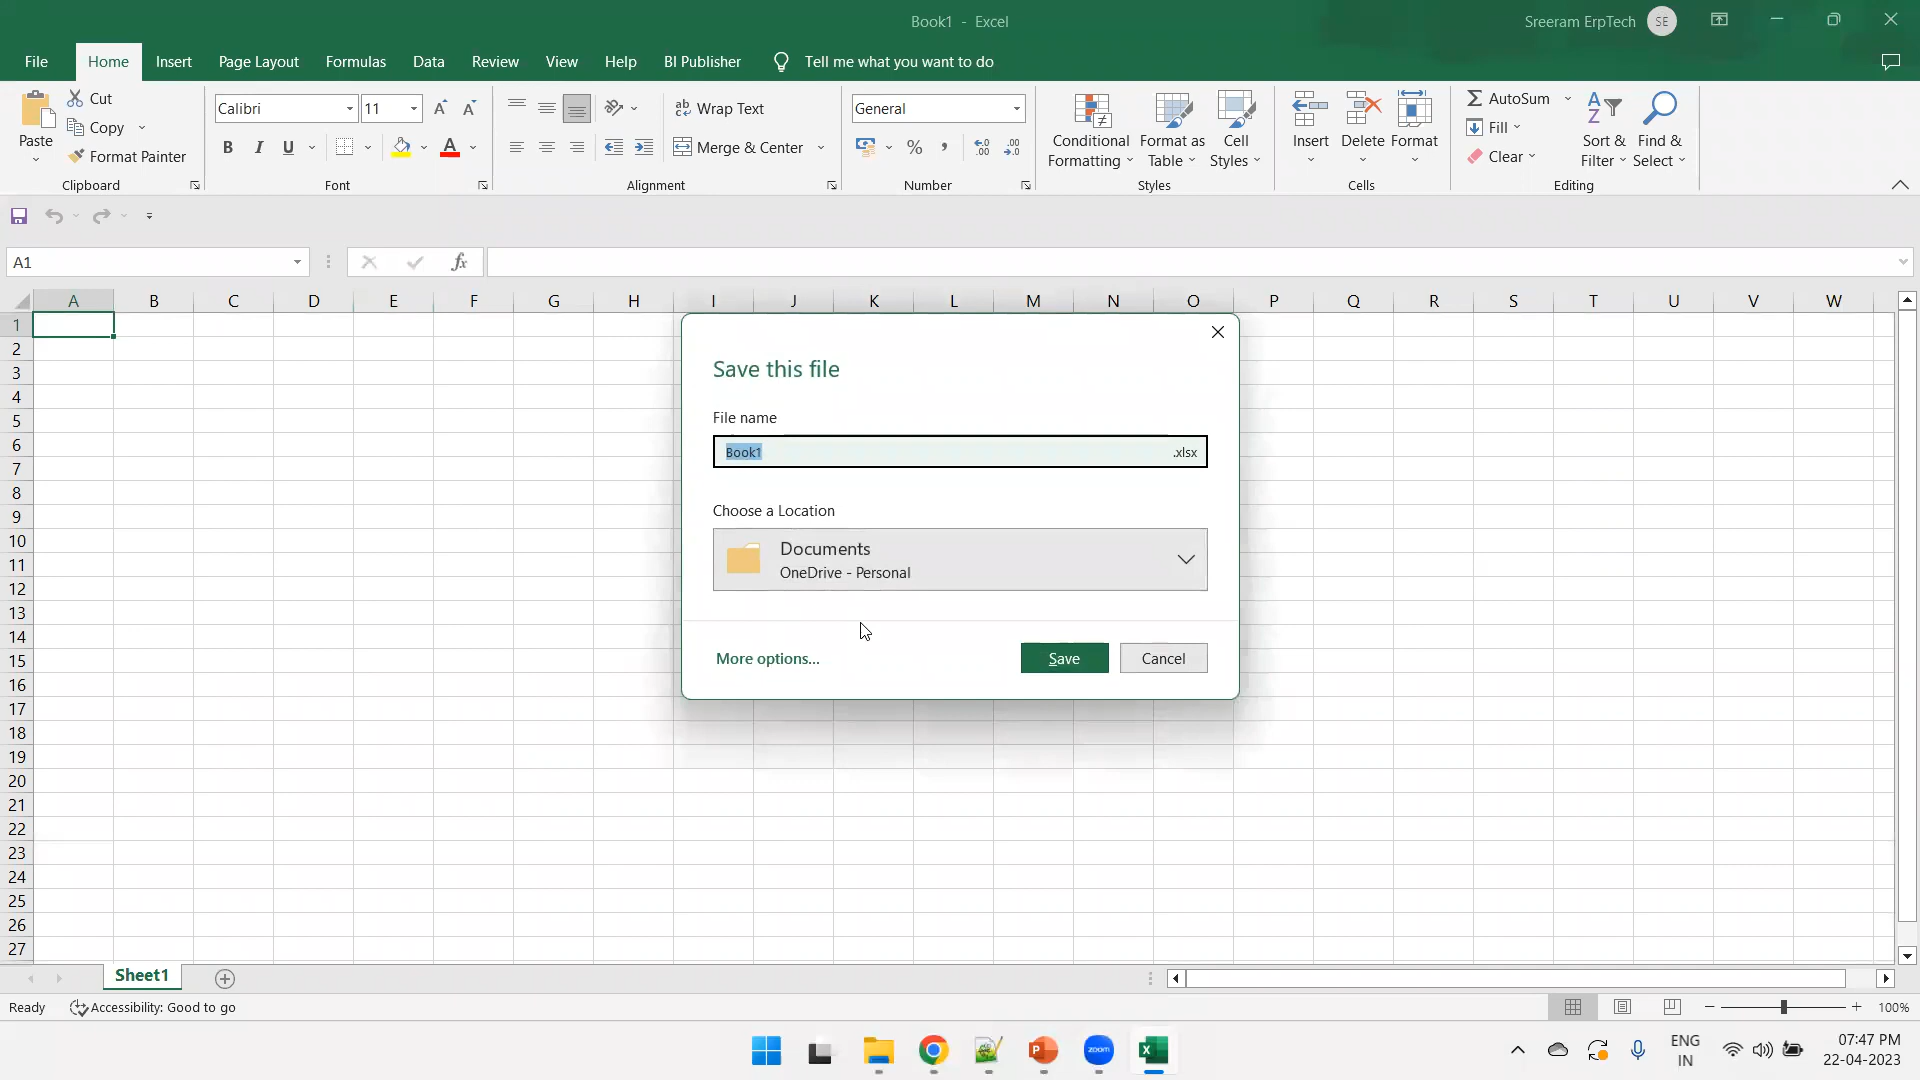 Book1 - Excel
Sreeram ErpTech SE
File Home Insert Page Layout Formulas Data Review View Help BI Publisher Tell me what you want to do
Paste
Cut
Copy
Format Painter
Clipboard
Calibri 11
B I U A
Font
ab Wrap Text
Merge & Center
Alignment
General
% ,
Number
Conditional Formatting
Format as Table
Cell Styles
Styles
Insert Delete Format
Cells
AutoSum
Fill
Clear
Sort & Filter
Find & Select
Editing
A1
fx
A B C D E F G H I J K L M N O P Q R S T U V W
1
2
3
4
5
6
7
8
9
10
11
12
13
14
15
16
17
18
19
20
21
22
23
24
25
26
27
Save this file
File name
Book1 .xlsx
Choose a Location
Documents
OneDrive - Personal
More options...
Save Cancel
Sheet1
Ready Accessibility: Good to go 100%
zoom
ENG
IN
07:47 PM
22-04-2023